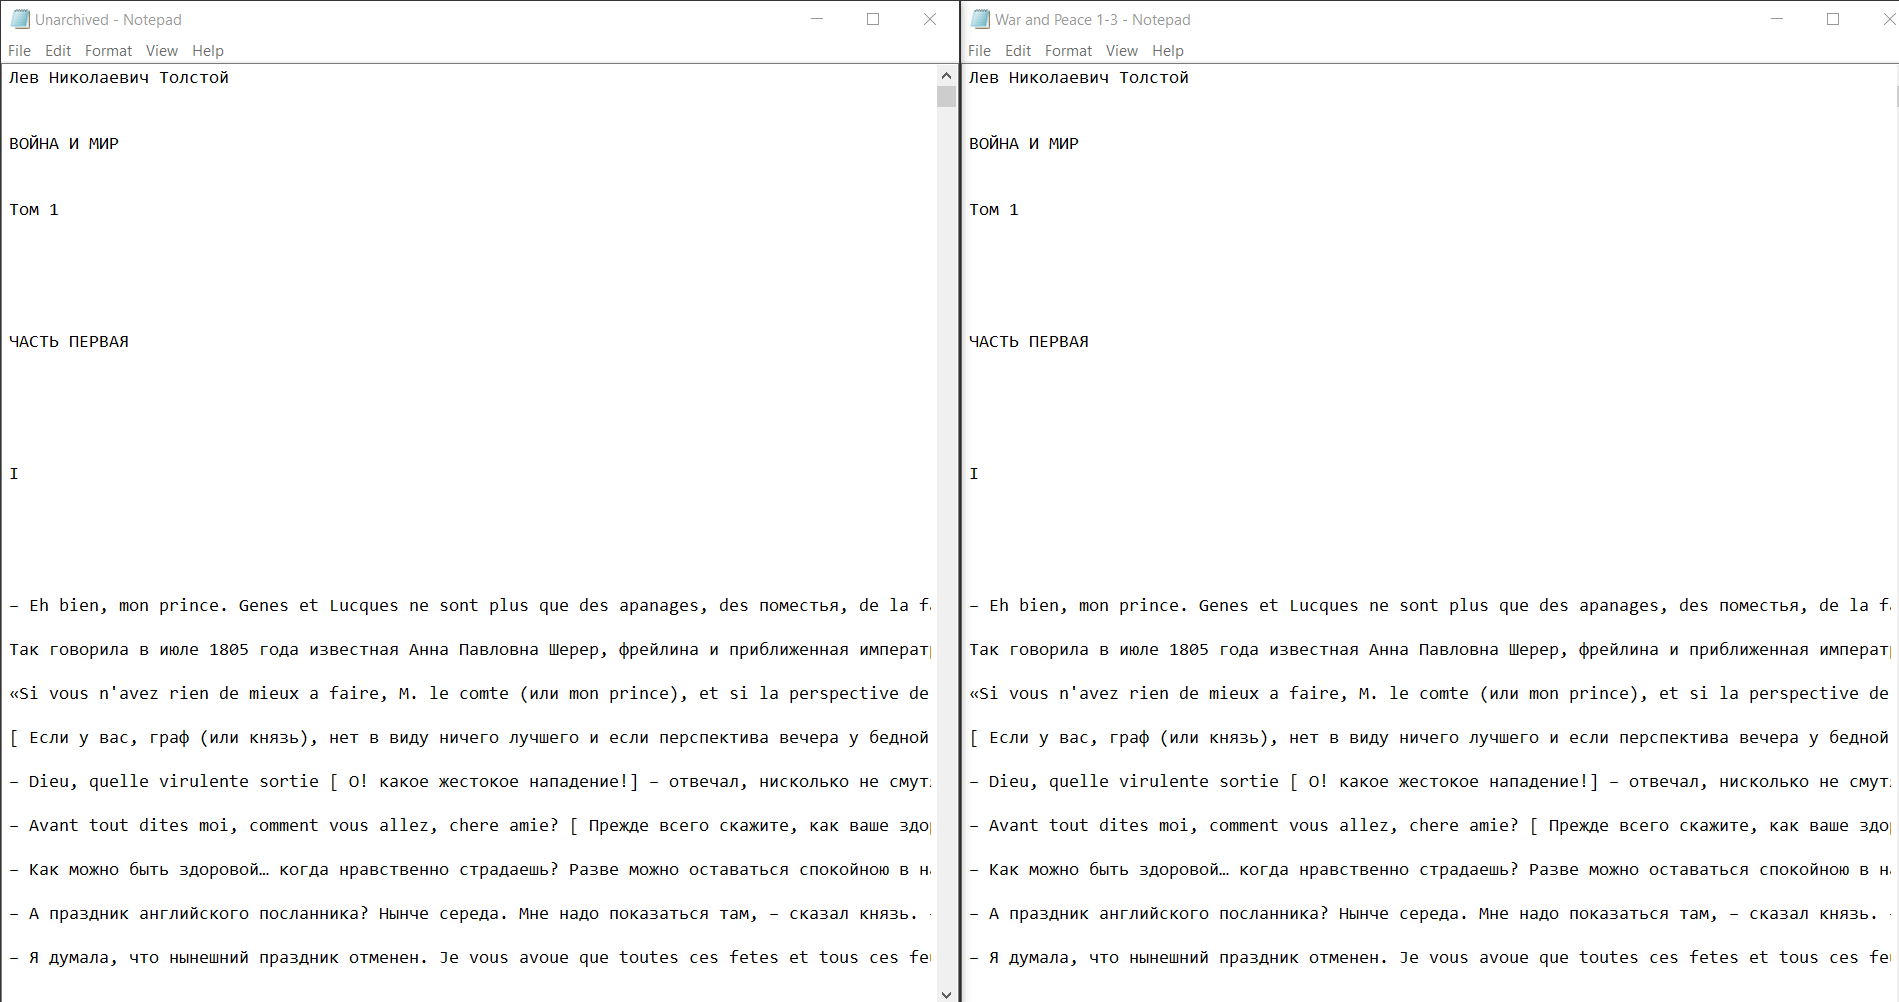 Unarchived - Notepad
File Edit Format View Help
Лев Николаевич Толстой
ВОЙНА И МИР
Том 1
ЧАСТЬ ПЕРВАЯ
I
– Eh bien, mon prince. Genes et Lucques ne sont plus que des apanages, des поместья, de la
Так говорила в июле 1805 года известная Анна Павловна Шерер, фрейлина и приближенная
«Si vous n'avez rien de mieux a faire, M. le comte (или mon prince), et si la perspective de
[ Если у вас, граф (или князь), нет в виду ничего лучшего и если перспектива вечера у бедной
– Dieu, quelle virulente sortie [ О! какое жестокое нападение!] – отвечал, нисколько не
– Avant tout dites moi, comment vous allez, chere amie? [ Прежде всего скажите, как ваше
– Как можно быть здоровой… когда нравственно страдаешь? Разве можно оставаться спокойною в
– А праздник английского посланника? Нынче середа. Мне надо показаться там, – сказал князь.
– Я думала, что нынешний праздник отменен. Je vous avoue que toutes ces fetes et tous ces
War and Peace 1-3 - Notepad
File Edit Format View Help
Лев Николаевич Толстой
ВОЙНА И МИР
Том 1
ЧАСТЬ ПЕРВАЯ
I
– Eh bien, mon prince. Genes et Lucques ne sont plus que des apanages, des поместья, de la
Так говорила в июле 1805 года известная Анна Павловна Шерер, фрейлина и приближенная
«Si vous n'avez rien de mieux a faire, M. le comte (или mon prince), et si la perspective de
[ Если у вас, граф (или князь), нет в виду ничего лучшего и если перспектива вечера у бедной
– Dieu, quelle virulente sortie [ О! какое жестокое нападение!] – отвечал, нисколько не
– Avant tout dites moi, comment vous allez, chere amie? [ Прежде всего скажите, как ваше
– Как можно быть здоровой… когда нравственно страдаешь? Разве можно оставаться спокойною в
– А праздник английского посланника? Нынче середа. Мне надо показаться там, – сказал князь.
– Я думала, что нынешний праздник отменен. Je vous avoue que toutes ces fetes et tous ces